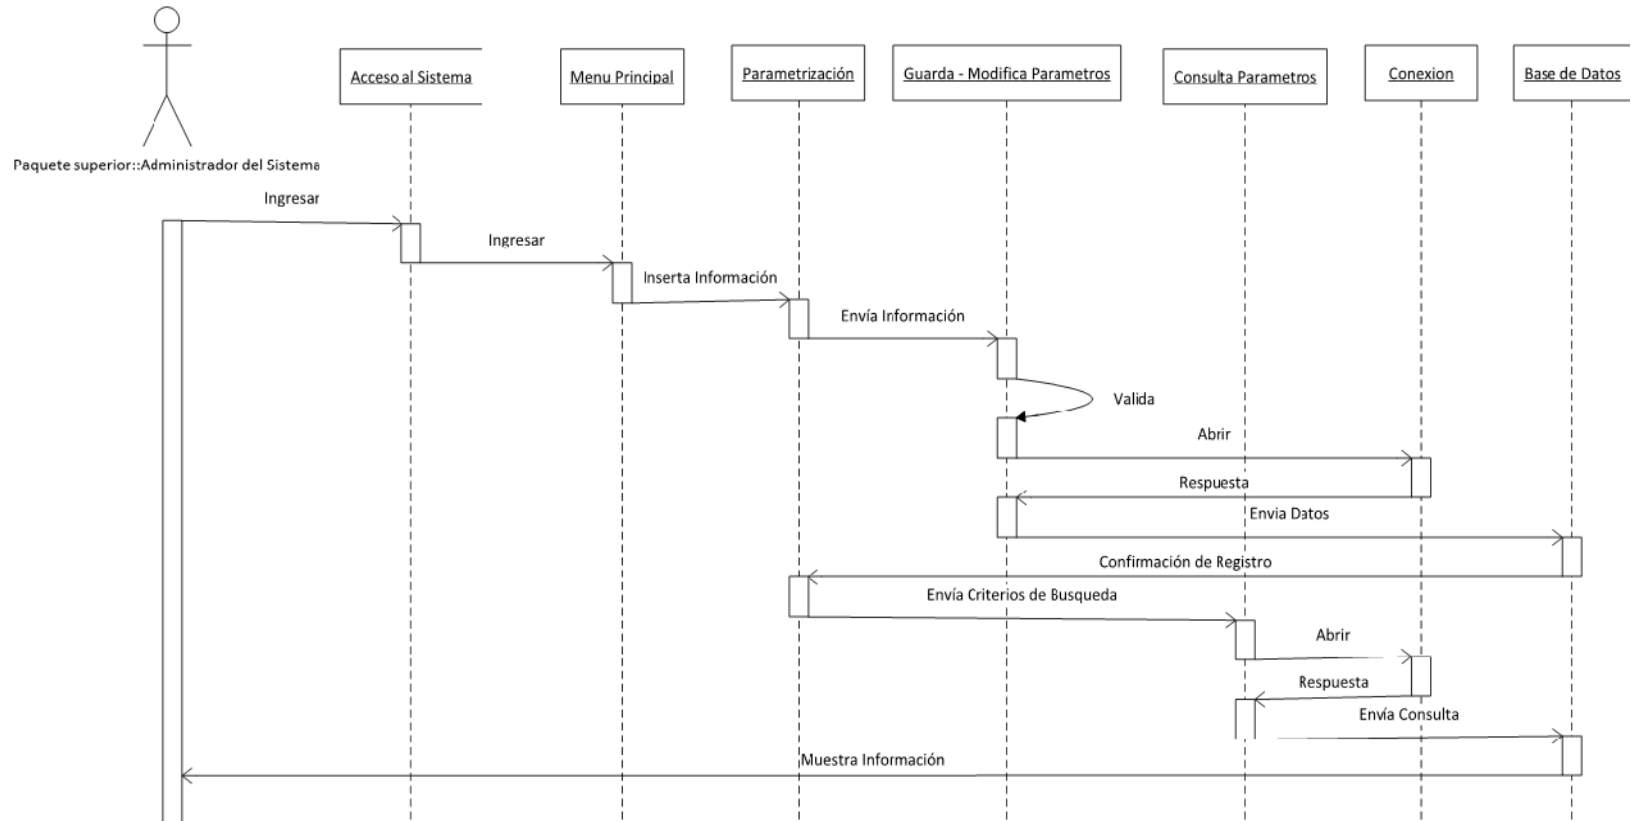 Acceso al Sistema
Menu Principal
Parametrización
Guarda - Modifica Parametros
Consulta Parametros
Conexion
Base de Datos
Paquete superior::Administrador del Sistema
Ingresar
Ingresar
Inserta Información
Envía Información
Valida
Abrir
Respuesta
Envia Datos
Confirmación de Registro
Envía Criterios de Busqueda
Abrir
Respuesta
Envía Consulta
Muestra Información